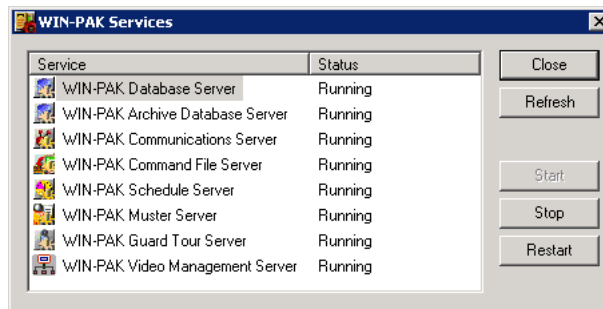 WIN-PAK Services
Service Status
WIN-PAK Database Server Running
WIN-PAK Archive Database Server Running
WIN-PAK Communications Server Running
WIN-PAK Command File Server Running
WIN-PAK Schedule Server Running
WIN-PAK Muster Server Running
WIN-PAK Guard Tour Server Running
WIN-PAK Video Management Server Running
Close
Refresh
Start
Stop
Restart